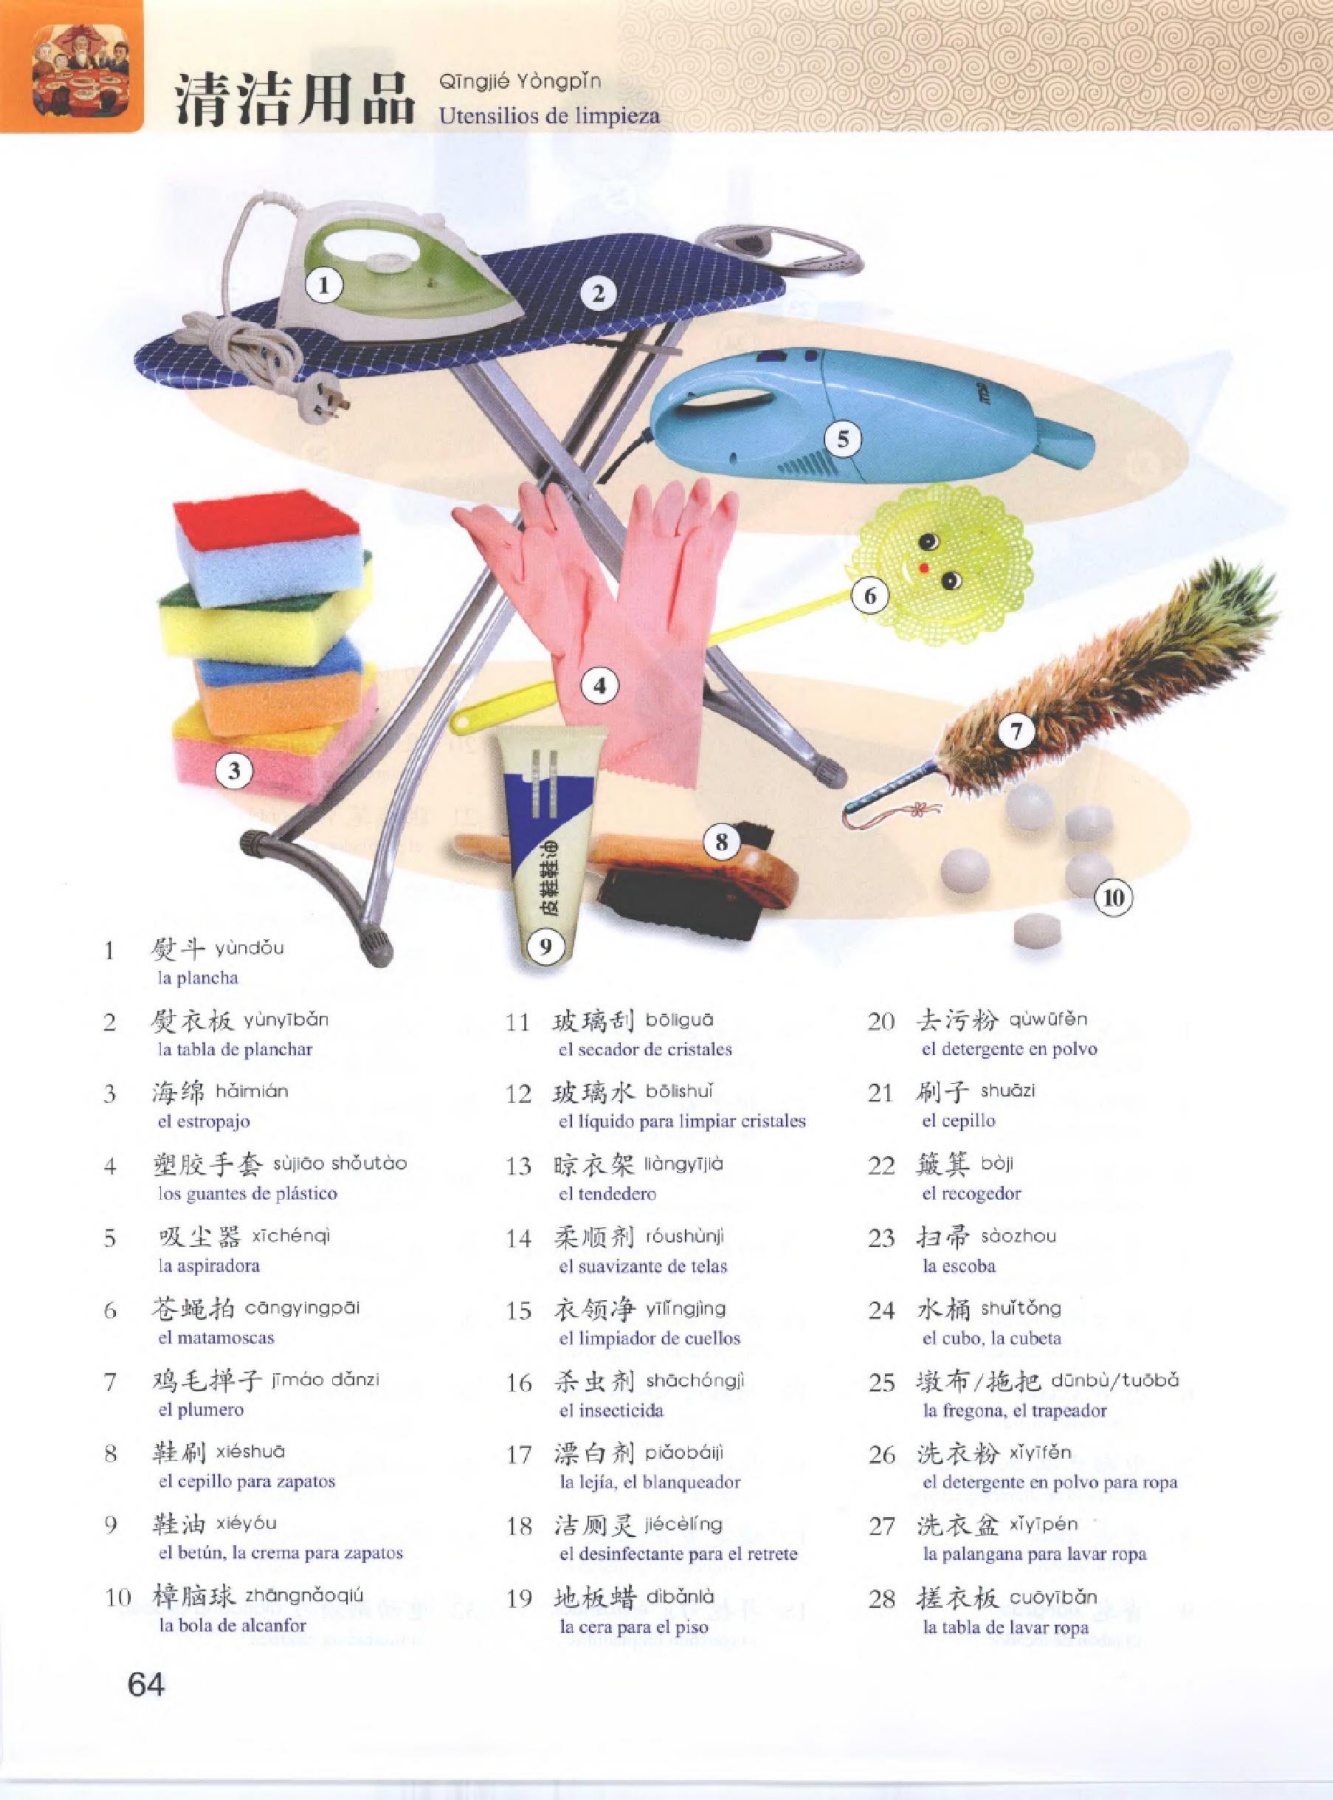 清洁用品 Qīngjié Yòngpǐn
Utensilios de limpieza
1
2
5
6
4
3
7
8
皮鞋鞋油
9
10
1 熨斗 yùndǒu
la plancha
2 熨衣板 yùnyībǎn
la tabla de planchar
3 海绵 hǎimián
el estropajo
4 塑胶手套 sùjiāo shǒutào
los guantes de plástico
5 吸尘器 xīchénqì
la aspiradora
6 苍蝇拍 cāngyingpāi
el matamoscas
7 鸡毛掸子 jīmáo dǎnzi
el plumero
8 鞋刷 xiéshuā
el cepillo para zapatos
9 鞋油 xiéyóu
el betún, la crema para zapatos
10 樟脑球 zhāngnǎoqiú
la bola de alcanfor
11 玻璃刮 bōliguā
el secador de cristales
12 玻璃水 bōlishuǐ
el líquido para limpiar cristales
13 晾衣架 liàngyījià
el tendedero
14 柔顺剂 róushùnjì
el suavizante de telas
15 衣领净 yīlǐngjìng
el limpiador de cuellos
16 杀虫剂 shāchóngjì
el insecticida
17 漂白剂 piǎobáijì
la lejía, el blanqueador
18 洁厕灵 jiécèlíng
el desinfectante para el retrete
19 地板蜡 dìbǎnlà
la cera para el piso
20 去污粉 qùwūfěn
el detergente en polvo
21 刷子 shuāzi
el cepillo
22 簸箕 bòji
el recogedor
23 扫帚 sàozhou
la escoba
24 水桶 shuǐtǒng
el cubo, la cubeta
25 墩布/拖把 dūnbù/tuōbǎ
la fregona, el trapeador
26 洗衣粉 xǐyīfěn
el detergente en polvo para ropa
27 洗衣盆 xǐyīpén
la palangana para lavar ropa
28 搓衣板 cuōyībǎn
la tabla de lavar ropa
64